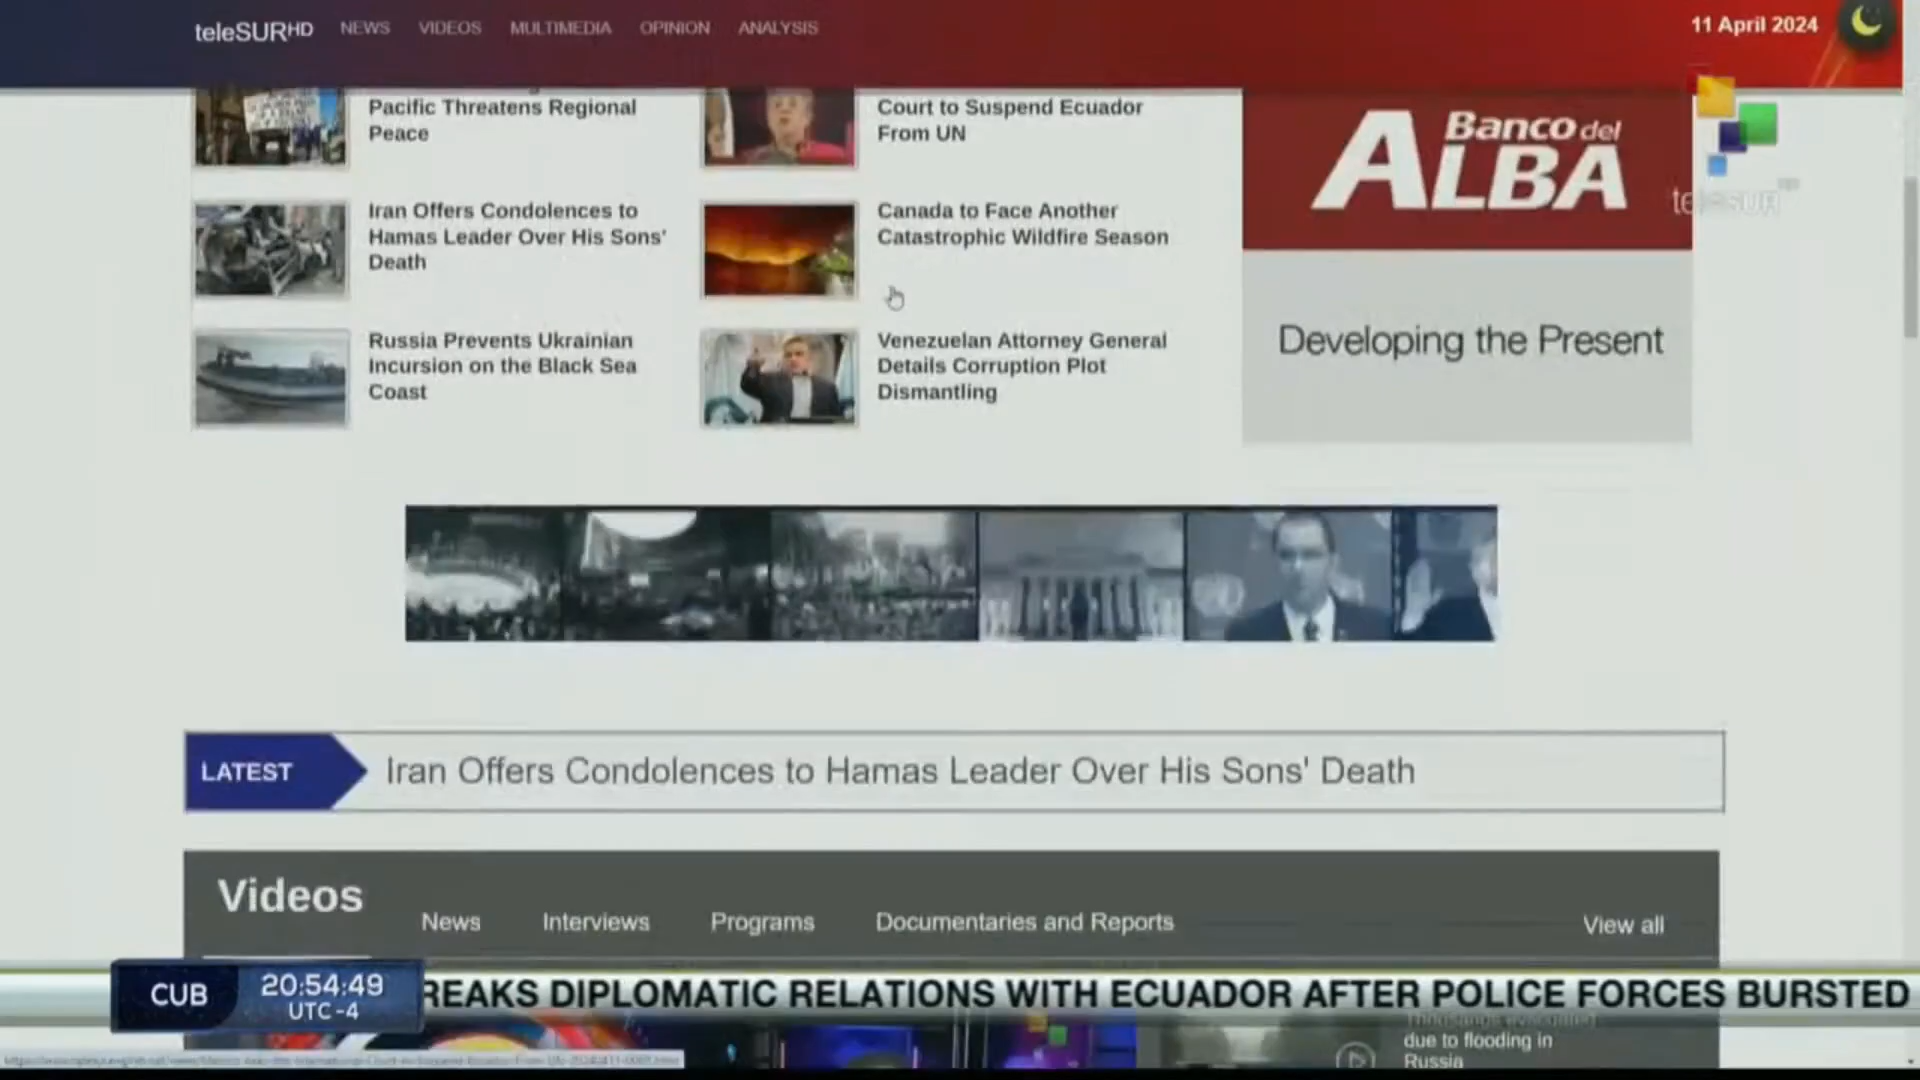 teleSURHD
NEWS
VIDEOS
MULTIMEDIA
OPINION
ANALYSIS
11 April 2024
Pacific Threatens Regional
Peace
Court to Suspend Ecuador
From UN
Banco del
ALBA
teleSUR
Iran Offers Condolences to
Hamas Leader Over His Sons'
Death
Canada to Face Another
Catastrophic Wildfire Season
Developing the Present
Russia Prevents Ukrainian
Incursion on the Black Sea
Coast
Venezuelan Attorney General
Details Corruption Plot
Dismantling
LATEST
Iran Offers Condolences to Hamas Leader Over His Sons' Death
Videos
News
Interviews
Programs
Documentaries and Reports
View all
CUB
20:54:49
UTC-4
REAKS DIPLOMATIC RELATIONS WITH ECUADOR AFTER POLICE FORCES BURSTED
Thousands evacuated
due to flooding in
Russia